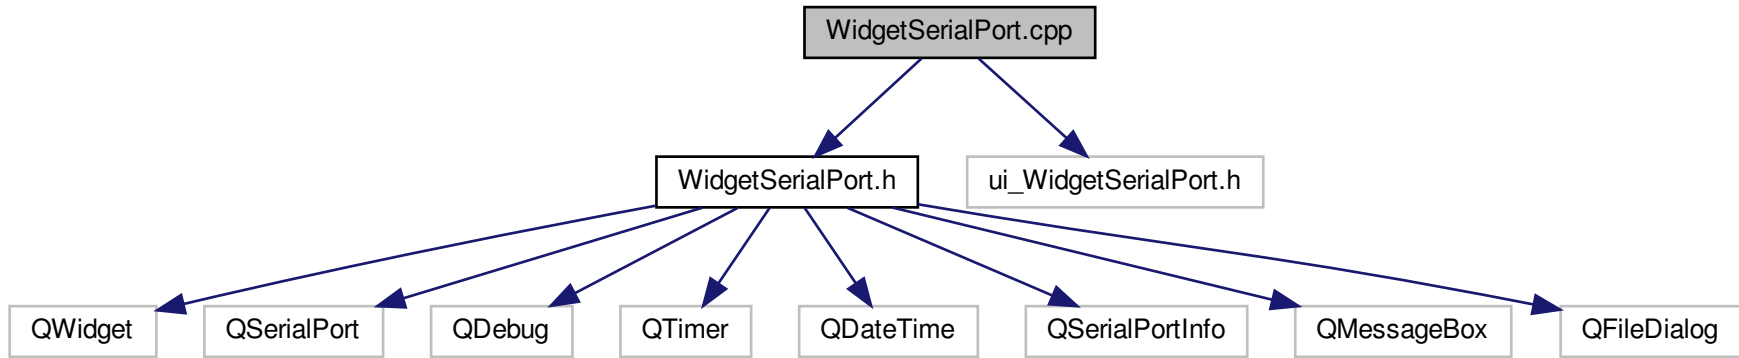 WidgetSerialPort.cpp
WidgetSerialPort.h
ui_WidgetSerialPort.h
QWidget
QSerialPort
QDebug
QTimer
QDateTime
QSerialPortInfo
QMessageBox
QFileDialog